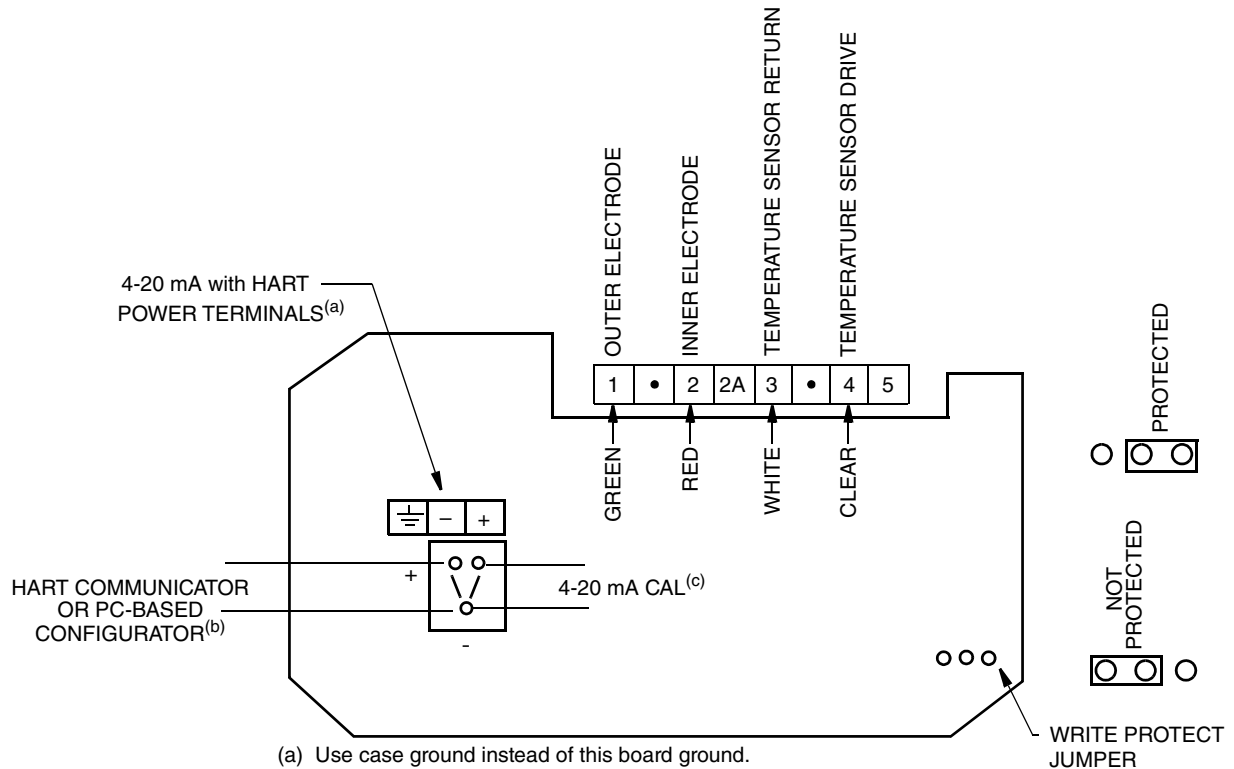 OUTER ELECTRODE
INNER ELECTRODE
TEMPERATURE SENSOR RETURN
TEMPERATURE SENSOR DRIVE
4-20 mA with HART
POWER TERMINALS(a)
1 • 2 2A 3 • 4 5
GREEN
RED
WHITE
CLEAR
PROTECTED
NOT
PROTECTED
– +
+
HART COMMUNICATOR
OR PC-BASED
CONFIGURATOR(b)
4-20 mA CAL(c)
-
WRITE PROTECT
JUMPER
(a) Use case ground instead of this board ground.